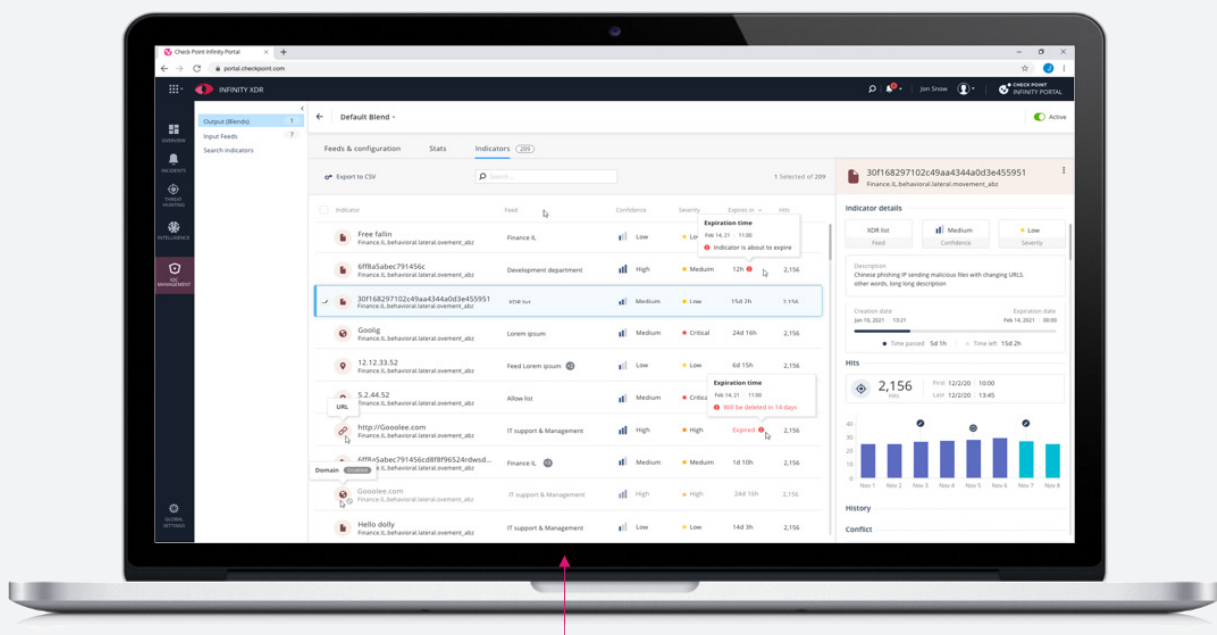 Check Point Infinity Portal
portal.checkpoint.com
INFINITY XDR
Jon Snow
CHECK POINT
INFINITY PORTAL
OVERVIEW
INCIDENTS
THREAT
HUNTING
INTELLIGENCE
MANAGEMENT
GLOBAL
SETTINGS
Output (Blends) 1
Input Feeds 7
Search indicators
Default Blend
Active
Feeds & configuration
Stats
Indicators (209)
Export to CSV
Search ...
1 Selected of 209
Indicator Feed Confidence Severity Expires in Hits
Free fallin
Finance.IL.behavioral.lateral.ovement_abz
Finance IL
Low
Expiration time
Feb 14, 21 11:00
Indicator is about to expire
6ff8a5abec791456c
Finance.IL.behavioral.lateral.ovement_abz
Development department
High
Meduim
12h
2,156
30f168297102c49aa4344a0d3e455951
Finance.IL.behavioral.lateral.ovement_abz
XDR list
Medium
Low
15d 2h
2,156
Goolig
Finance.IL.behavioral.lateral.ovement_abz
Lorem ipsum
Medium
Critical
24d 16h
2,156
12.12.33.52
Finance.IL.behavioral.lateral.ovement_abz
Feed Lorem ipsum
Low
Low
6d 15h
2,156
5.2.44.52
Finance.IL.behavioral.lateral.ovement_abz
Allow list
Medium
Expiration time
Feb 14, 21 11:00
Will be deleted in 14 days
URL
http://Gooolee.com
Finance.IL.behavioral.lateral.ovement_abz
IT support & Management
High
High
Expired
2,156
6ff8a5abec791456cd8f8f96524rdwsd...
Finance IL
Medium
Meduim
1d 10h
2,156
Domain Disabled
Gooolee.com
Finance.IL.behavioral.lateral.ovement_abz
IT support & Management
High
High
24d 16h
2,156
Hello dolly
Finance.IL.behavioral.lateral.ovement_abz
IT support & Management
Low
Low
14d 3h
2,156
30f168297102c49aa4344a0d3e455951
Finance.IL.behavioral.lateral.movement_abz
Indicator details
XDR list
Feed
Medium
Confidence
Low
Severity
Description
Chinese phishing IP sending malicious files with changing URLS.
other words, long long description
Creation date Expiration date
Jan 10, 2021 13:21 Feb 14, 2021 00:00
Time passed 5d 1h Time left 15d 2h
Hits
2,156
Hits
First 12/2/20 10:00
Last 12/2/20 13:45
40
30
20
10
0
Nov 1 Nov 2 Nov 3 Nov 4 Nov 5 Nov 6 Nov 7 Nov 8
History
Conflict